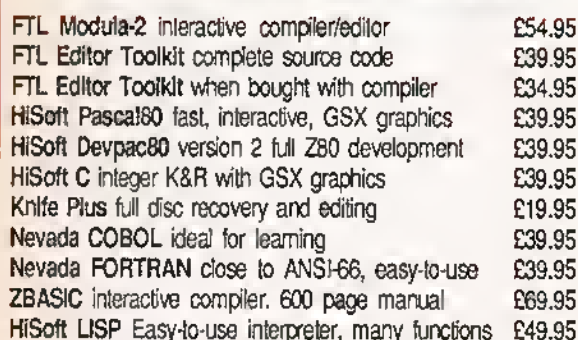 FTL Modula-2 interactive compiler/editor £54.95
FTL Editor Toolkit complete source code £39.95
FTL Editor Toolkit when bought with compiler £34.95
HiSoft Pascal80 fast, interactive, GSX graphics £39.95
HiSoft Devpac80 version 2 full Z80 development £39.95
HiSoft C integer K&R with GSX graphics £39.95
Knife Plus full disc recovery and editing £19.95
Nevada COBOL ideal for learning £39.95
Nevada FORTRAN close to ANSI-66, easy-to-use £39.95
ZBASIC interactive compiler. 600 page manual £69.95
HiSoft LISP Easy-to-use interpreter, many functions £49.95